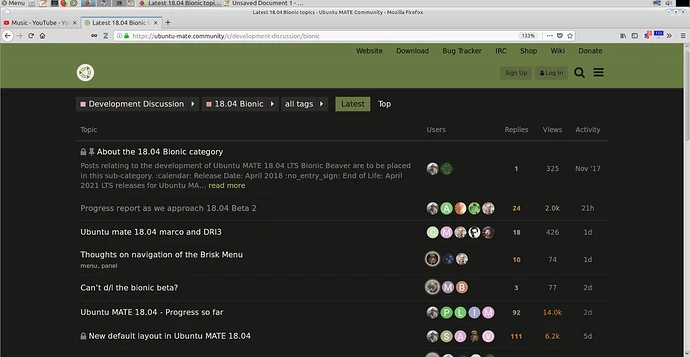 Menu
Latest 18.04 Bionic topi...
Unsaved Document 1 - ...
Latest 18.04 Bionic topics - Ubuntu MATE Community - Mozilla Firefox
Music - YouTube - Yo
Latest 18.04 Bionic t
https://ubuntu-mate.community/c/development-discussion/bionic
133%
Website Download Bug Tracker IRC Shop Wiki Donate
Sign Up Log In
Development Discussion 18.04 Bionic all tags Latest Top
Topic Users Replies Views Activity
About the 18.04 Bionic category
Posts relating to the development of Ubuntu MATE 18.04 LTS Bionic Beaver are to be placed
in this sub-category. :calendar: Release Date: April 2018 :no_entry_sign: End of Life: April
2021 LTS releases for Ubuntu MA... read more
1 325 Nov '17
Progress report as we approach 18.04 Beta 2 A 24 2.0k 21h
Ubuntu mate 18.04 marco and DRI3 M 18 426 1d
Thoughts on navigation of the Brisk Menu
menu, panel
10 74 1d
Can't d/l the bionic beta? M B 3 77 2d
Ubuntu MATE 18.04 - Progress so far P L I M 92 14.0k 2d
New default layout in Ubuntu MATE 18.04 S A V 111 6.2k 5d